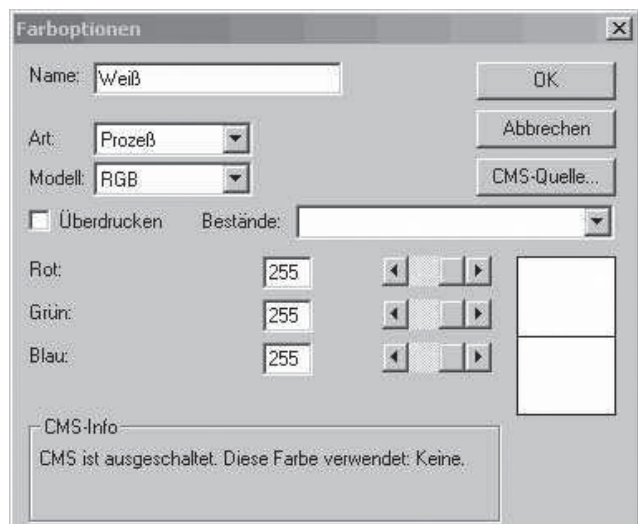 Farboptionen
Name: Weiß
OK
Art: Prozeß
Abbrechen
Modell: RGB
CMS-Quelle...
Überdrucken Bestände:
Rot: 255
Grün: 255
Blau: 255
CMS-Info
CMS ist ausgeschaltet. Diese Farbe verwendet: Keine.